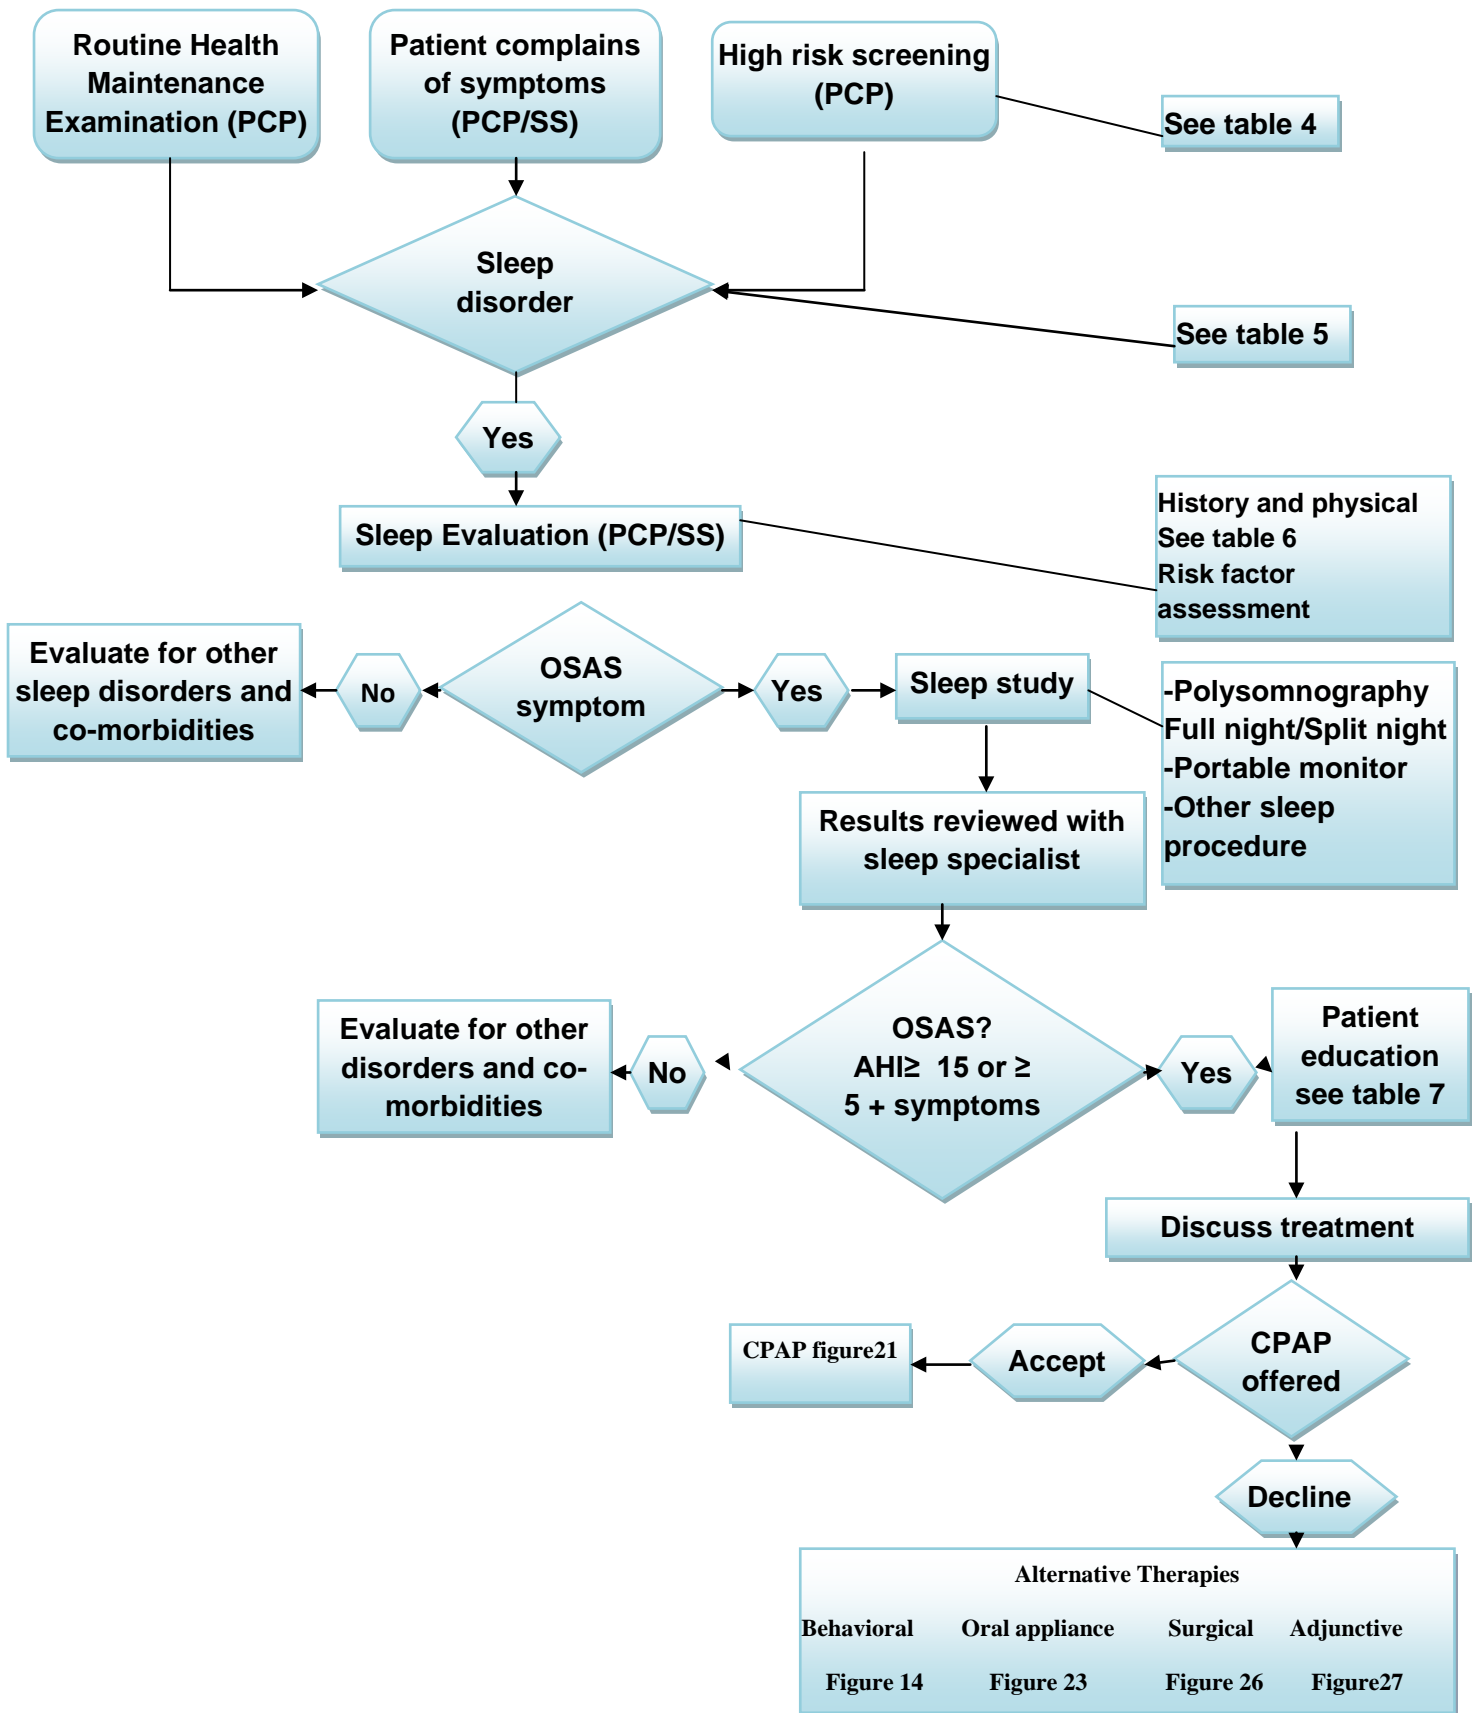 Routine Health
Maintenance
Examination (PCP)
Patient complains
of symptoms
(PCP/SS)
High risk screening
(PCP)
See table 4
Sleep
disorder
See table 5
Yes
Sleep Evaluation (PCP/SS)
History and physical
See table 6
Risk factor
assessment
Evaluate for other
sleep disorders and
co-morbidities
No
OSAS
symptom
Yes
Sleep study
-Polysomnography
Full night/Split night
-Portable monitor
-Other sleep
procedure
Results reviewed with
sleep specialist
Evaluate for other
disorders and co-
morbidities
No
OSAS?
AHI≥ 15 or ≥
5 + symptoms
Yes
Patient
education
see table 7
Discuss treatment
CPAP figure21
Accept
CPAP
offered
Decline
Alternative Therapies
Behavioral Oral appliance Surgical Adjunctive
Figure 14 Figure 23 Figure 26 Figure27